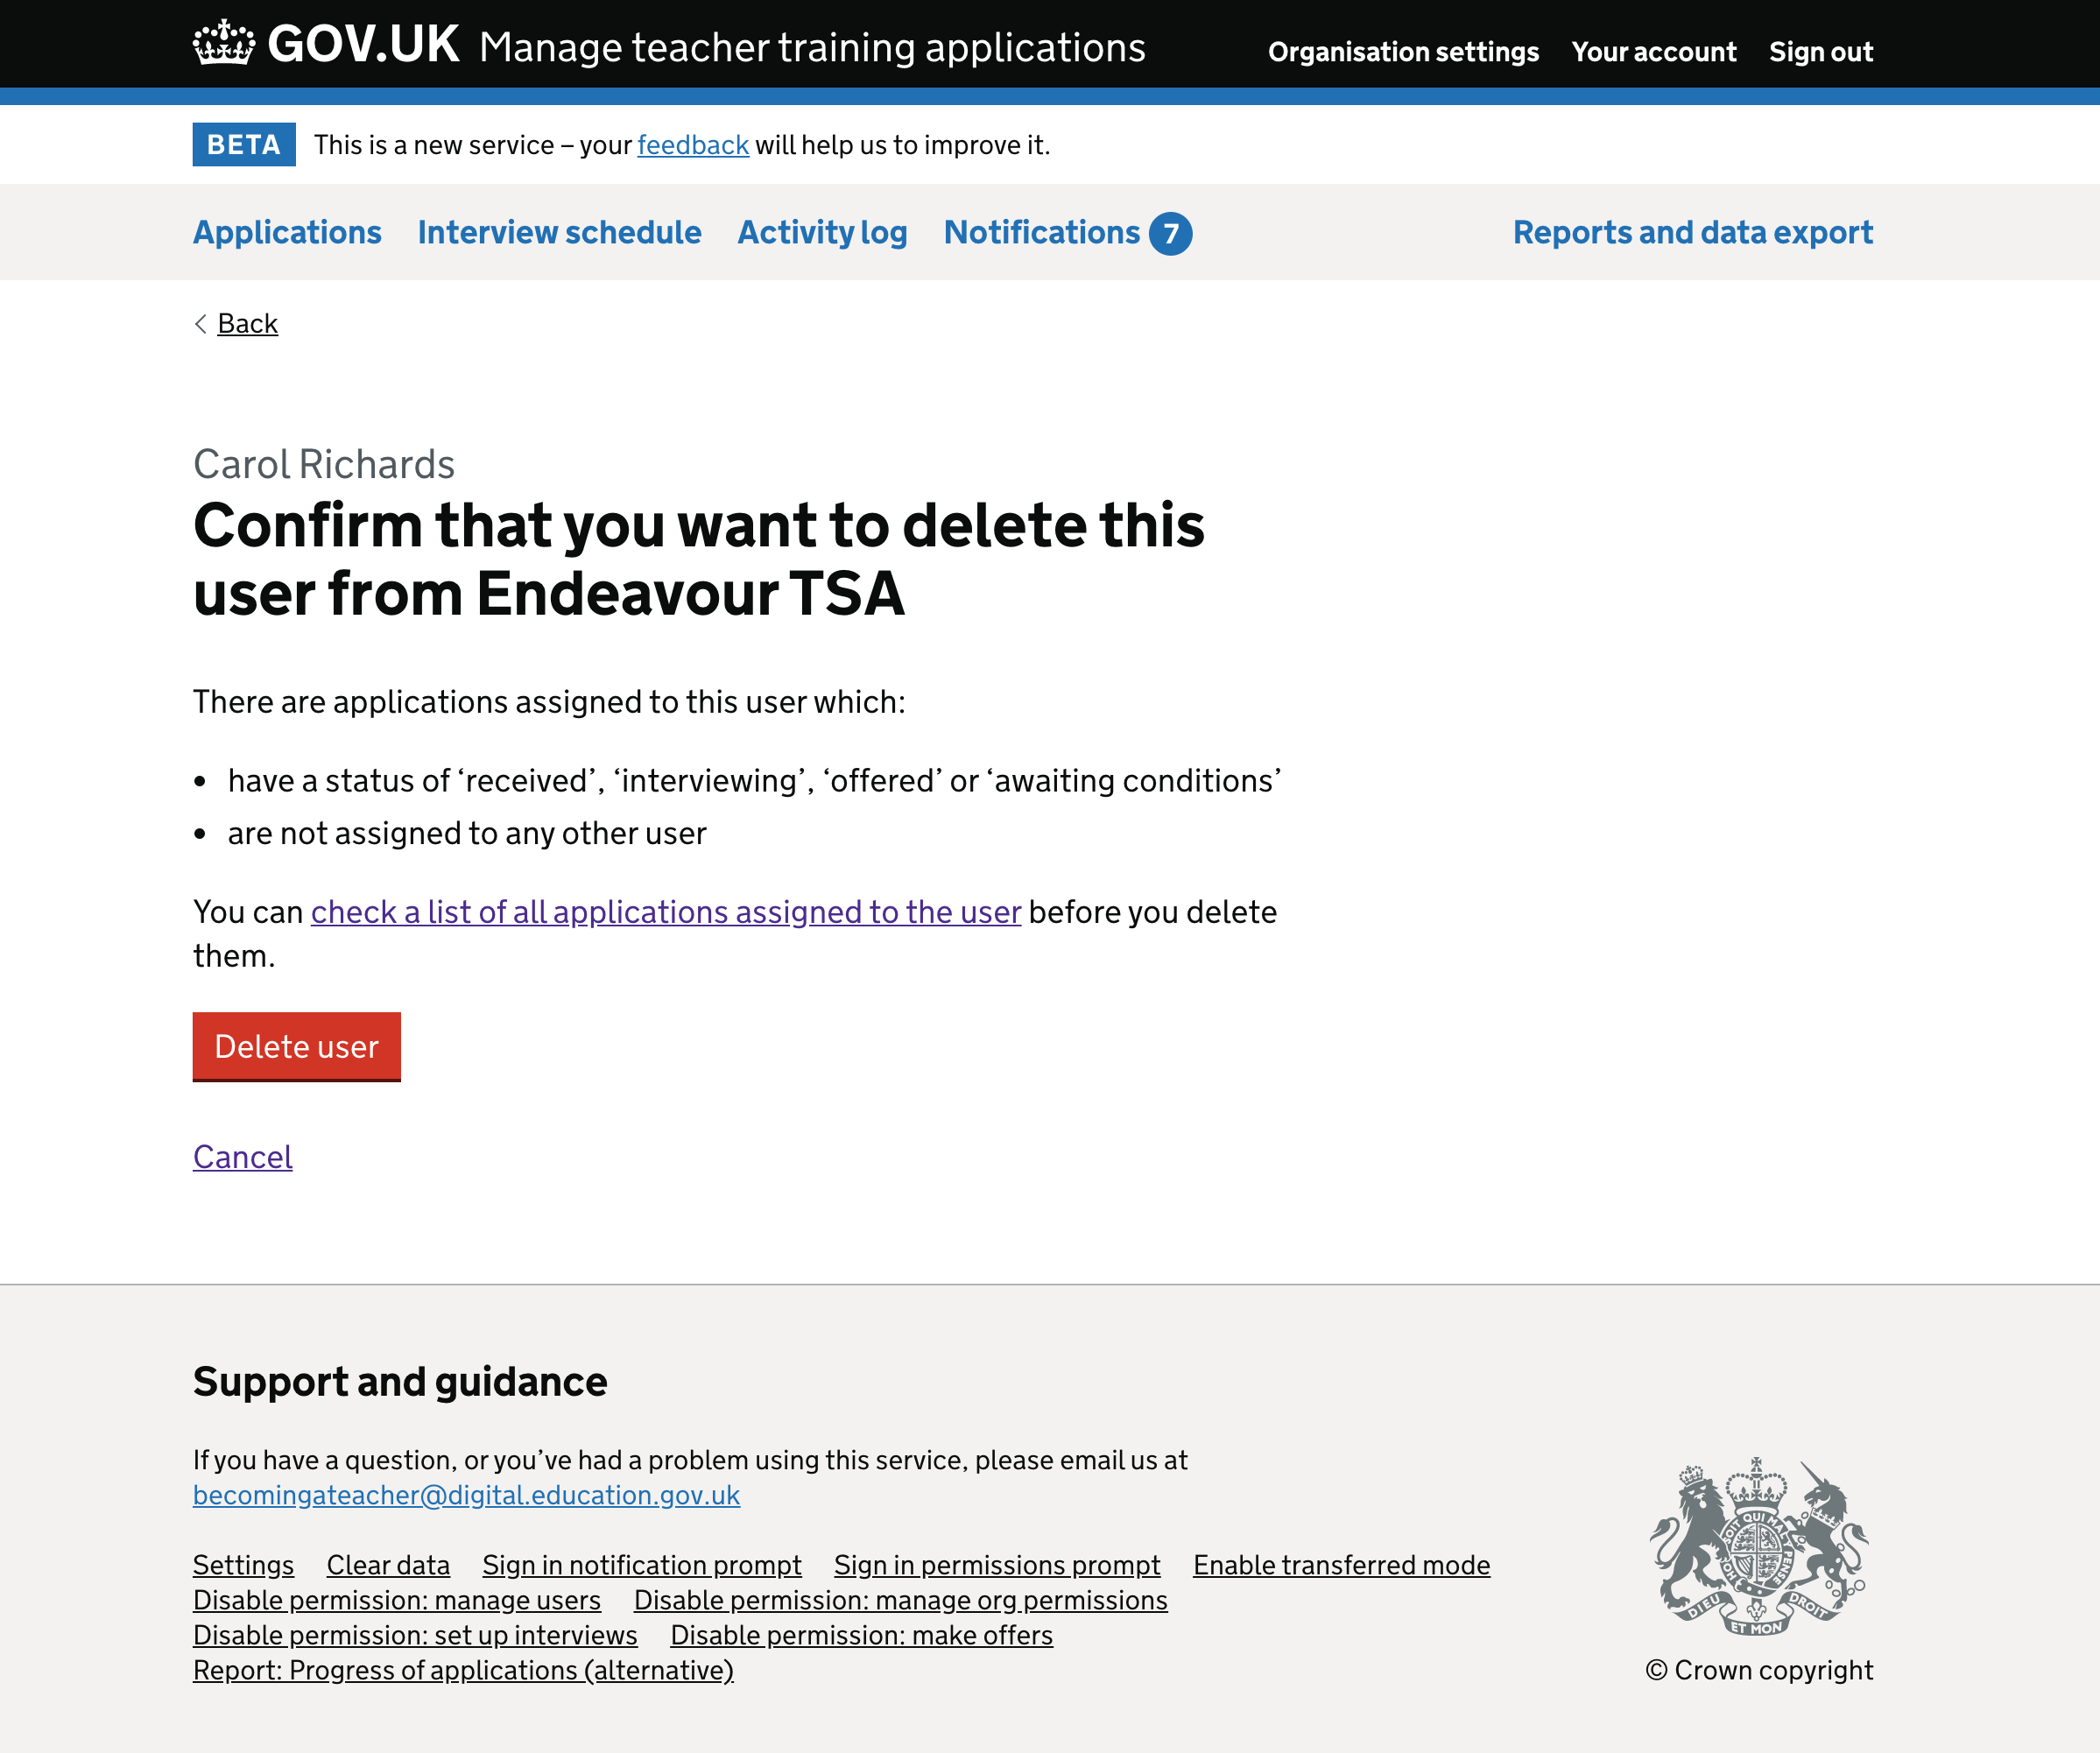 GOV.UK Manage teacher training applications Organisation settings Your account Sign out
BETA This is a new service – your feedback will help us to improve it.
Applications Interview schedule Activity log Notifications 7 Reports and data export
Back
Carol Richards
Confirm that you want to delete this
user from Endeavour TSA
There are applications assigned to this user which:
• have a status of ‘received’, ‘interviewing’, ‘offered’ or ‘awaiting conditions’
• are not assigned to any other user
You can check a list of all applications assigned to the user before you delete
them.
Delete user
Cancel
Support and guidance
If you have a question, or you’ve had a problem using this service, please email us at
becomingateacher@digital.education.gov.uk
Settings Clear data Sign in notification prompt Sign in permissions prompt Enable transferred mode
Disable permission: manage users Disable permission: manage org permissions
Disable permission: set up interviews Disable permission: make offers
Report: Progress of applications (alternative)
SOIT QUI MAL PENSE
DIEU ET MON DROIT
© Crown copyright